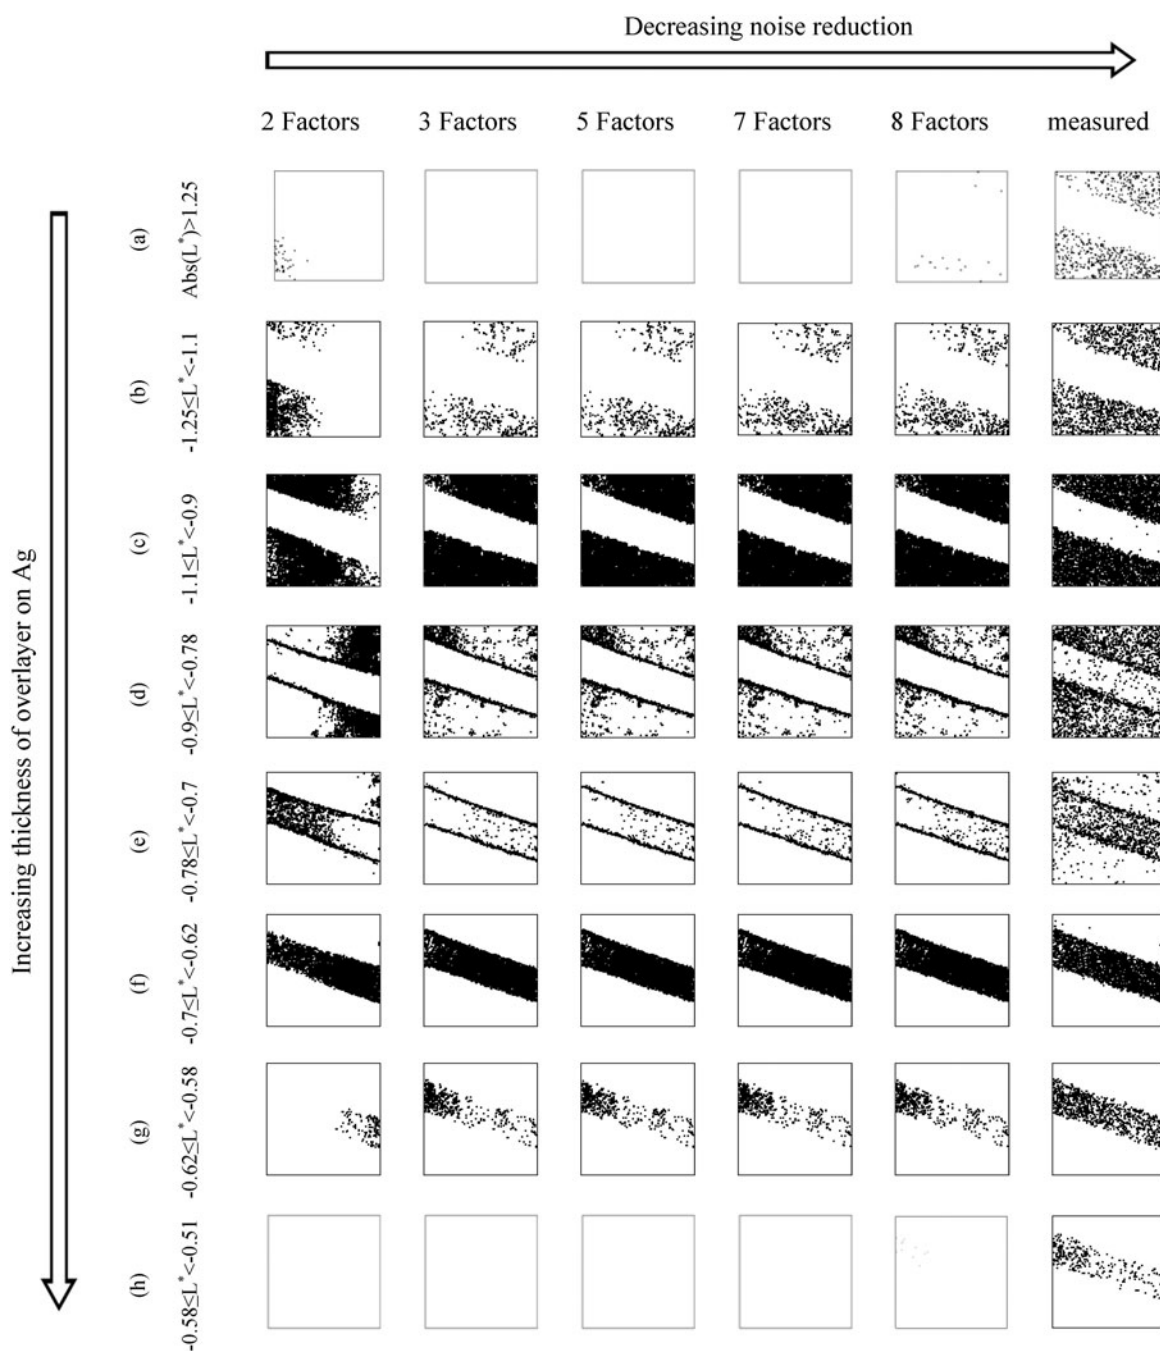 Decreasing noise reduction
2 Factors 3 Factors 5 Factors 7 Factors 8 Factors measured
Increasing thickness of overlayer on Ag
(a) Abs(L*)>1.25
(b) -1.25≤L*<-1.1
(c) -1.1≤L*<-0.9
(d) -0.9≤L*<-0.78
(e) -0.78≤L*<-0.7
(f) -0.7≤L*<-0.62
(g) -0.62≤L*<-0.58
(h) -0.58≤L*<-0.51